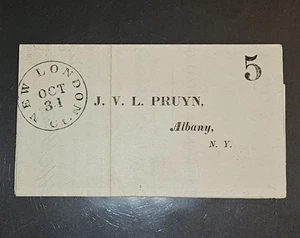 NEW LONDON CT.
OCT
31
5
J. V. L. PRUYN,
Albany,
N. Y.